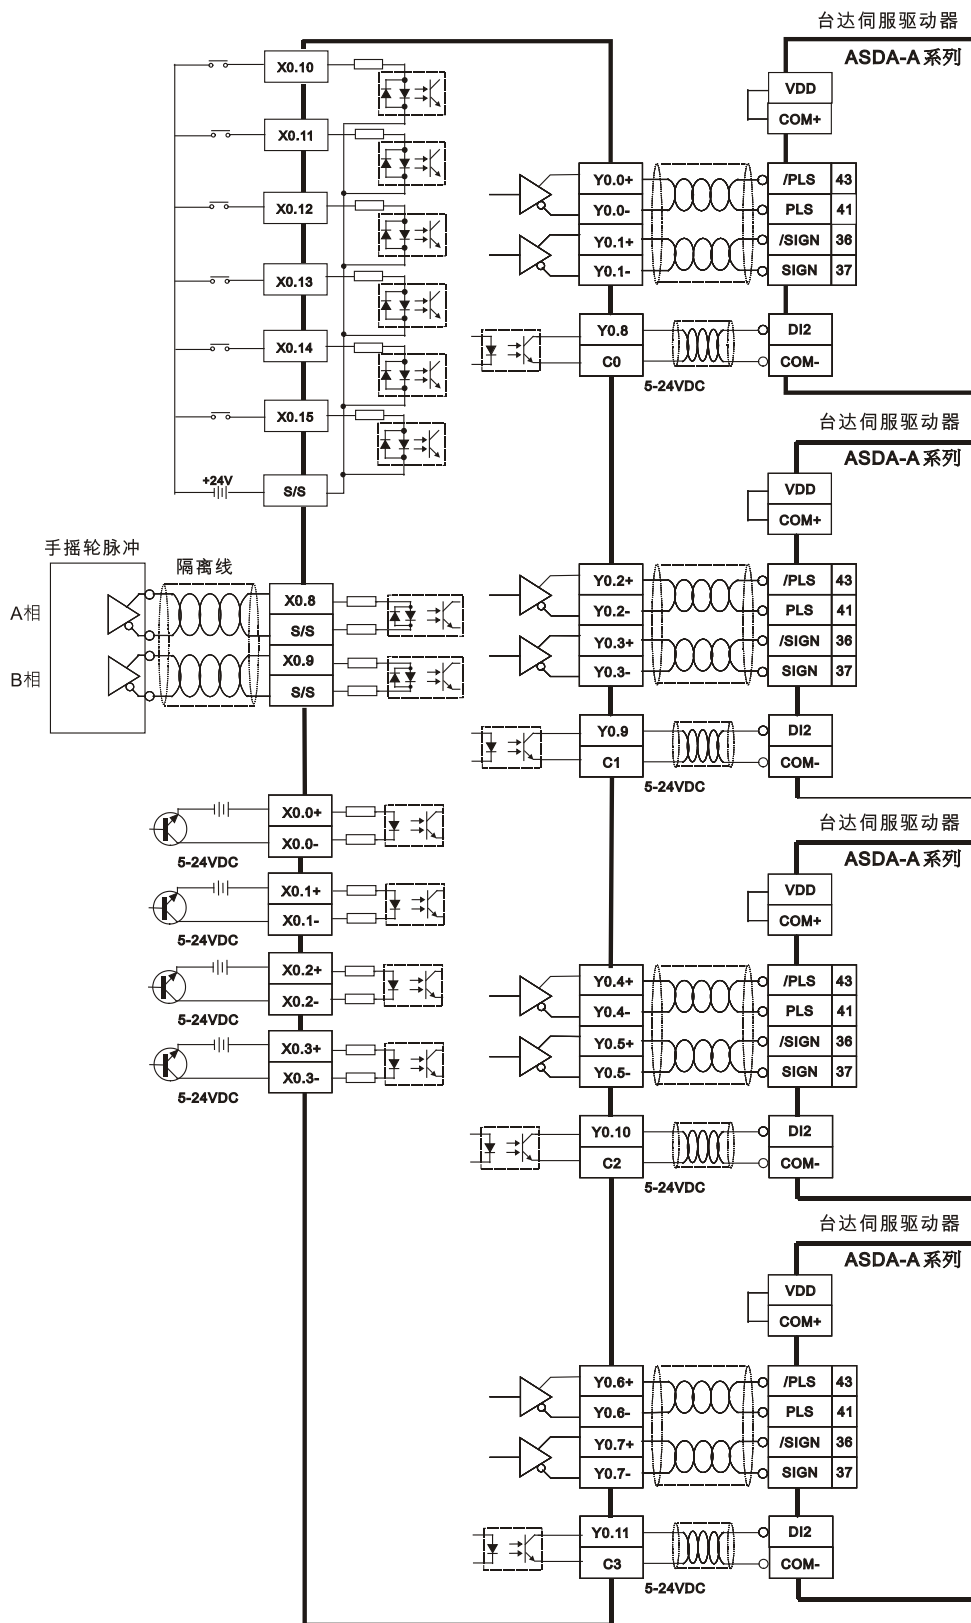 X0.10
X0.11
X0.12
X0.13
X0.14
X0.15
+24V
S/S
手摇轮脉冲
隔离线
A相
B相
X0.8
S/S
X0.9
S/S
X0.0+
X0.0-
5-24VDC
X0.1+
X0.1-
5-24VDC
X0.2+
X0.2-
5-24VDC
X0.3+
X0.3-
5-24VDC
台达伺服驱动器
ASDA-A 系列
VDD
COM+
Y0.0+ /PLS 43
Y0.0- PLS 41
Y0.1+ /SIGN 36
Y0.1- SIGN 37
Y0.8 DI2
C0 COM-
5-24VDC
台达伺服驱动器
ASDA-A 系列
VDD
COM+
Y0.2+ /PLS 43
Y0.2- PLS 41
Y0.3+ /SIGN 36
Y0.3- SIGN 37
Y0.9 DI2
C1 COM-
5-24VDC
台达伺服驱动器
ASDA-A 系列
VDD
COM+
Y0.4+ /PLS 43
Y0.4- PLS 41
Y0.5+ /SIGN 36
Y0.5- SIGN 37
Y0.10 DI2
C2 COM-
5-24VDC
台达伺服驱动器
ASDA-A 系列
VDD
COM+
Y0.6+ /PLS 43
Y0.6- PLS 41
Y0.7+ /SIGN 36
Y0.7- SIGN 37
Y0.11 DI2
C3 COM-
5-24VDC